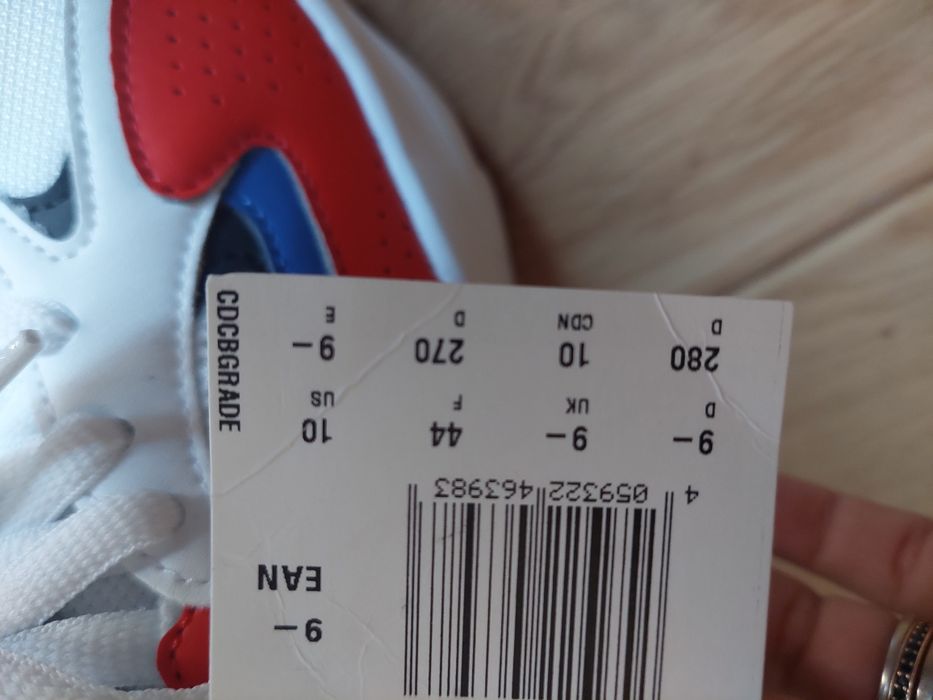 9-
EAN
4 059322 463983
9- 9- 44 10
D UK F US
280 10 270 9-
D CDN D E
CDCBGRADE